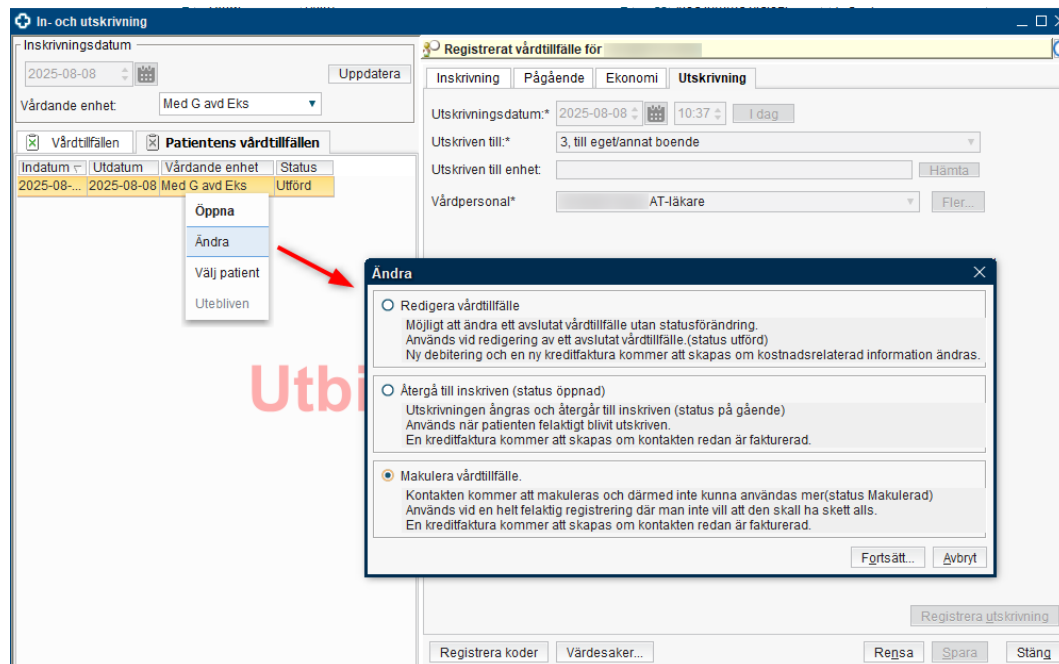 In- och utskrivning
Inskrivningsdatum
2025-08-08
Uppdatera
Vårdande enhet:
Med G avd Eks
Vårdtillfällen
Patientens vårdtillfällen
Indatum
Utdatum
Vårdande enhet
Status
2025-08-...
2025-08-08
Med G avd Eks
Utförd
Öppna
Ändra
Välj patient
Utebliven
Utbi
Registrerat vårdtillfälle för
Inskrivning
Pågående
Ekonomi
Utskrivning
Utskrivningsdatum:*
2025-08-08
10:37
I dag
Utskriven till:*
3, till eget/annat boende
Utskriven till enhet:
Hämta
Vårdpersonal*
AT-läkare
Fler...
Ändra
Redigera vårdtillfälle
Möjligt att ändra ett avslutat vårdtillfälle utan statusförändring.
Används vid redigering av ett avslutat vårdtillfälle.(status utförd)
Ny debitering och en ny kreditfaktura kommer att skapas om kostnadsrelaterad information ändras.
Återgå till inskriven (status öppnad)
Utskrivningen ångras och återgår till inskriven (status på gående)
Används när patienten felaktigt blivit utskriven.
En kreditfaktura kommer att skapas om kontakten redan är fakturerad.
Makulera vårdtillfälle.
Kontakten kommer att makuleras och därmed inte kunna användas mer(status Makulerad)
Används vid en helt felaktig registrering där man inte vill att den skall ha skett alls.
En kreditfaktura kommer att skapas om kontakten redan är fakturerad.
Fortsätt...
Avbryt
Registrera utskrivning
Registrera koder
Värdesaker...
Rensa
Spara
Stäng